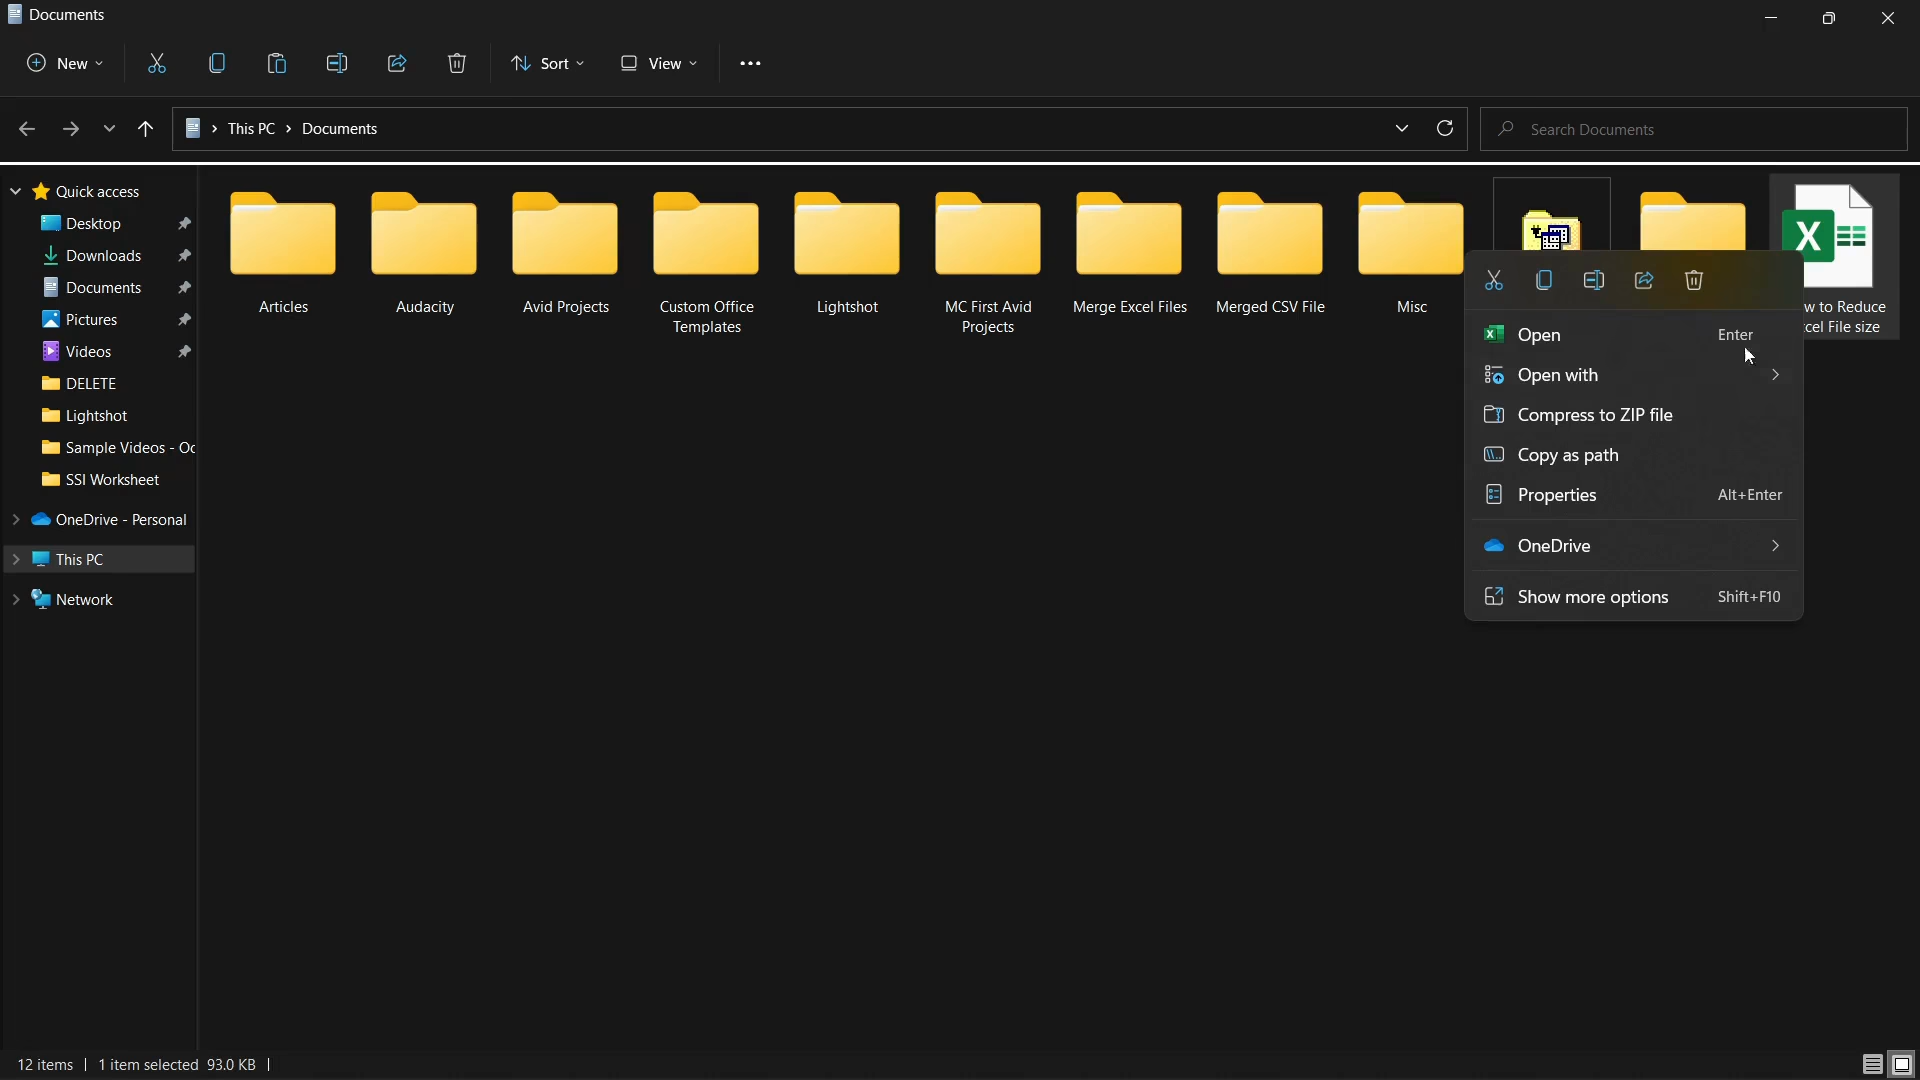 Documents
New
Sort
View
This PC
Documents
Search Documents
Quick access
Desktop
Downloads
Documents
Pictures
Videos
DELETE
Lightshot
Sample Videos - Oc
SSI Worksheet
OneDrive - Personal
This PC
Network
Articles
Audacity
Avid Projects
Custom Office
Templates
Lightshot
MC First Avid
Projects
Merge Excel Files
Merged CSV File
Misc
w to Reduce
cel File size
Open Enter
Open with
Compress to ZIP file
Copy as path
Properties Alt+Enter
OneDrive
Show more options Shift+F10
12 items
1 item selected 93.0 KB